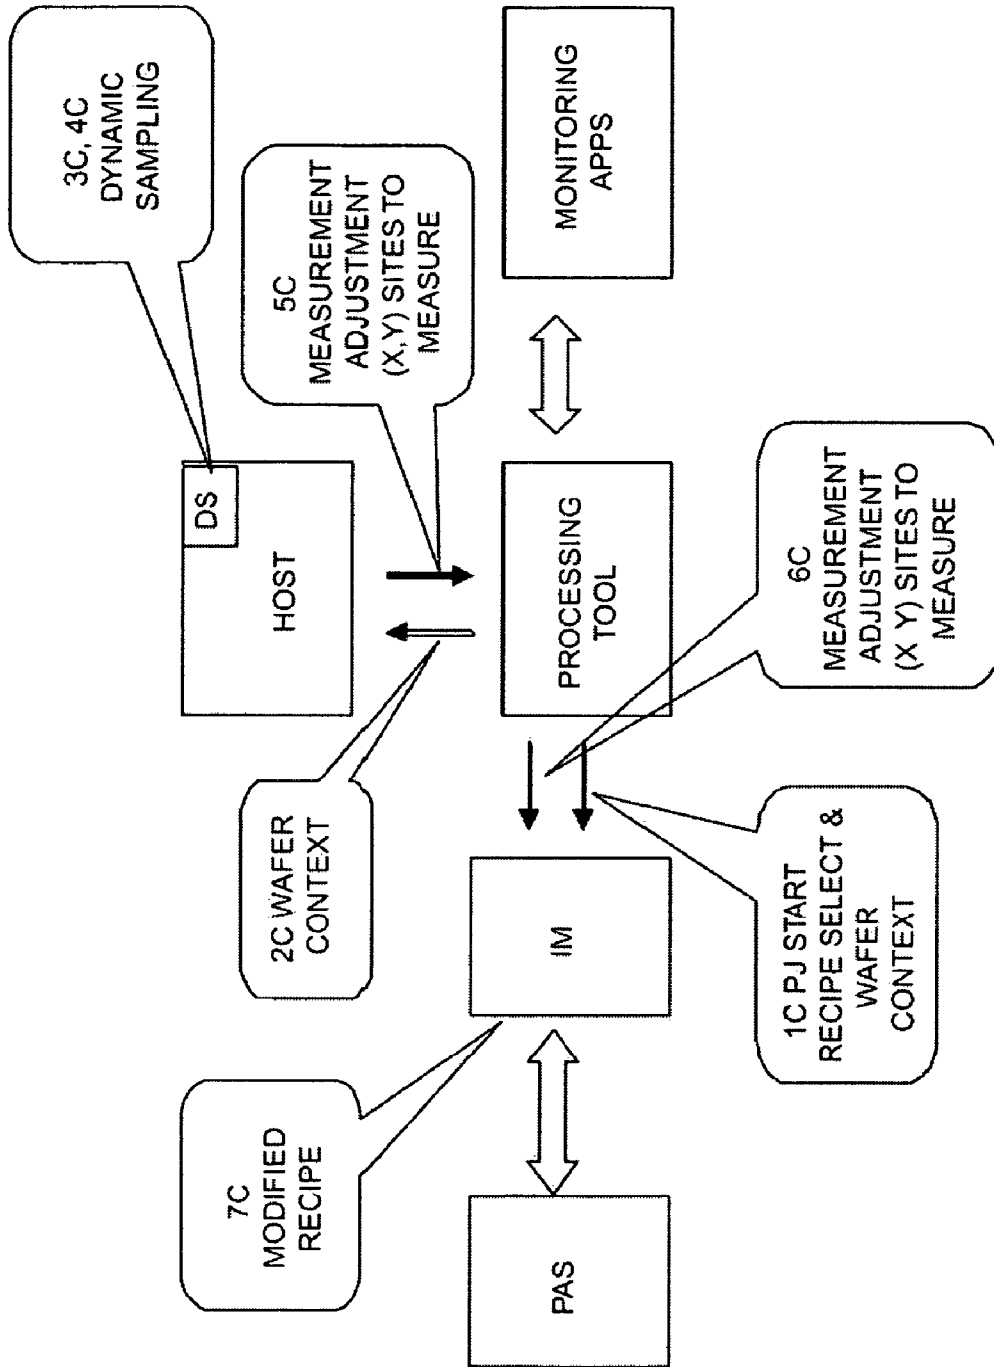 3C, 4C
DYNAMIC
SAMPLING
DS
HOST
2C WAFER
CONTEXT
5C
MEASUREMENT
ADJUSTMENT
(X,Y) SITES TO
MEASURE
7C
MODIFIED
RECIPE
PAS
IM
PROCESSING
TOOL
MONITORING
APPS
1C PJ START
RECIPE SELECT &
WAFER
CONTEXT
6C
MEASUREMENT
ADJUSTMENT
(X Y) SITES TO
MEASURE